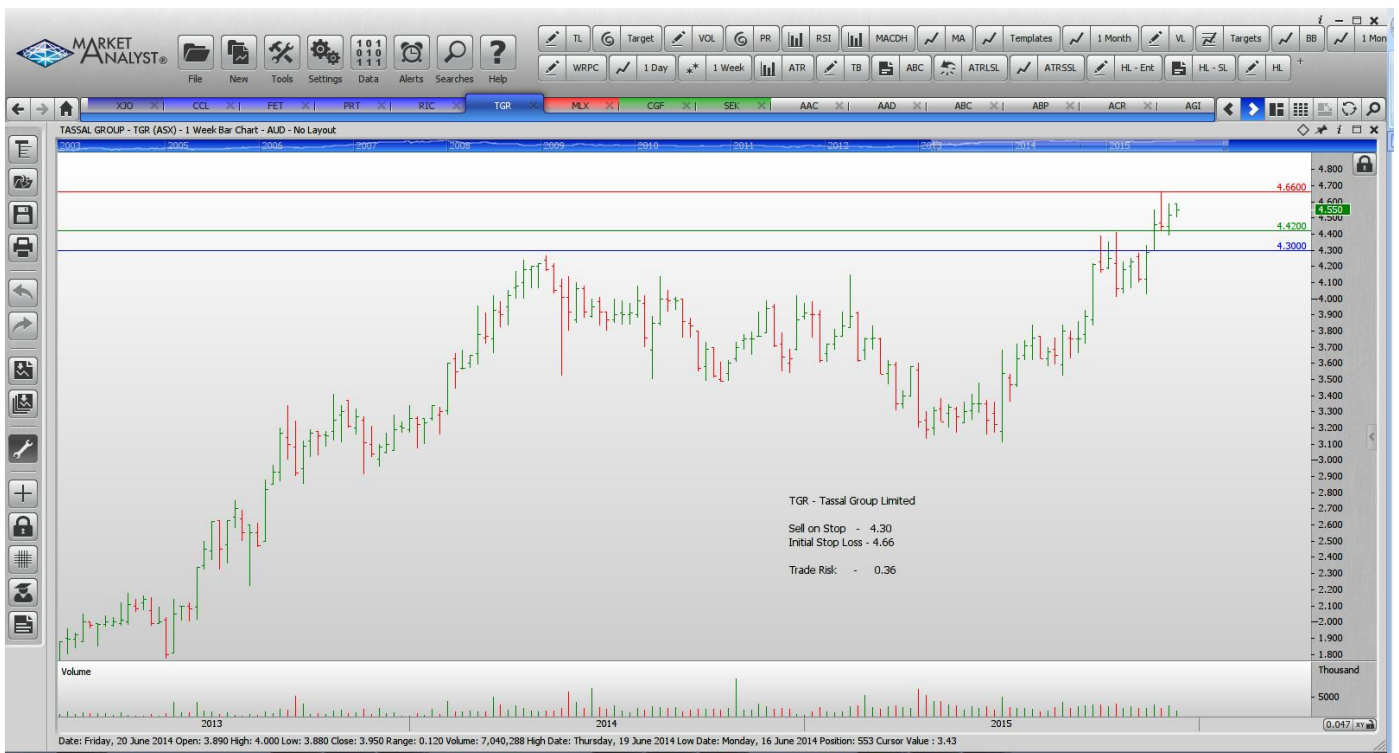 i
MARKET
ANALYST®
File New Tools Settings Data Alerts Searches Help
101
010
111
TL Target VOL PR RSI MACDH MA Templates 1 Month VL Targets BB 1 Mon
WRPC 1 Day 1 Week ATR TB ABC ATRLSL ATRSSL HL - Ent HL - SL HL +
XJO CCL FET PRT RIC TGR MLX CGF SEK AAC AAD ABC ABP ACR AGI
TASSAL GROUP - TGR (ASX) - 1 Week Bar Chart - AUD - No Layout
2003 2005 2006 2007 2008 2009 2010 2011 2012 2013 2014 2015
4.800
4.6600 4.700
4.600
4.550
4.500
4.4200 4.400
4.3000 4.300
4.200
4.100
4.000
3.900
3.800
3.700
3.600
3.500
3.400
3.300
3.200
3.100
3.000
2.900
2.800
2.700
2.600
2.500
2.400
2.300
2.200
2.100
2.000
1.900
1.800
TGR - Tassal Group Limited
Sell on Stop - 4.30
Initial Stop Loss - 4.66
Trade Risk - 0.36
Volume
Thousand
5000
2013 2014 2015
0.047 XY
Date: Friday, 20 June 2014 Open: 3.890 High: 4.000 Low: 3.880 Close: 3.950 Range: 0.120 Volume: 7,040,288 High Date: Thursday, 19 June 2014 Low Date: Monday, 16 June 2014 Position: 553 Cursor Value : 3.43